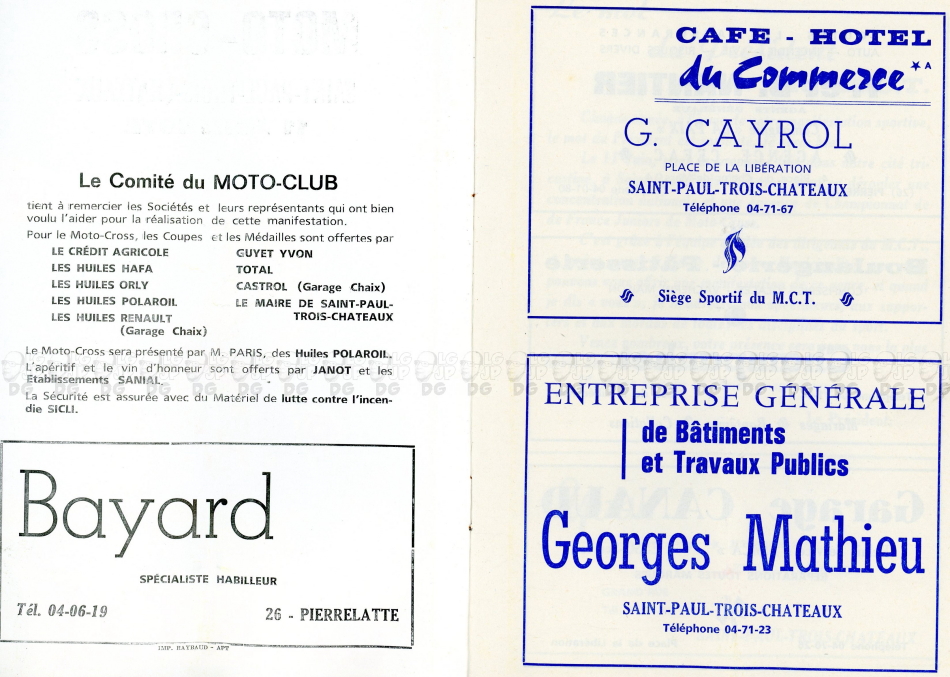 Le Comité du MOTO-CLUB
tient à remercier les Sociétés et leurs représentants qui ont bien
voulu l'aider pour la réalisation de cette manifestation.
Pour le Moto-Cross, les Coupes et les Médailles sont offertes par
LE CRÉDIT AGRICOLE
LES HUILES HAFA
LES HUILES ORLY
LES HUILES POLAROIL
LES HUILES RENAULT
(Garage Chaix)
GUYET YVON
TOTAL
CASTROL (Garage Chaix)
LE MAIRE DE SAINT-PAUL-
TROIS-CHATEAUX
Le Moto-Cross sera présenté par M. PARIS, des Huiles POLAROIL.
L'apéritif et le vin d'honneur sont offerts par JANOT et les
Etablissements SANIAL.
La Sécurité est assurée avec du Matériel de lutte contre l'incen-
die SICLI.
Bayard
SPÉCIALISTE HABILLEUR
Tél. 04-06-19
26 - PIERRELATTE
IMP. RAYBAUD - APT
CAFE - HOTEL
du Commerce *A
G. CAYROL
PLACE DE LA LIBÉRATION
SAINT-PAUL-TROIS-CHATEAUX
Téléphone 04-71-67
Siège Sportif du M.C.T.
ENTREPRISE GÉNÉRALE
de Bâtiments
et Travaux Publics
Georges Mathieu
SAINT-PAUL-TROIS-CHATEAUX
Téléphone 04-71-23